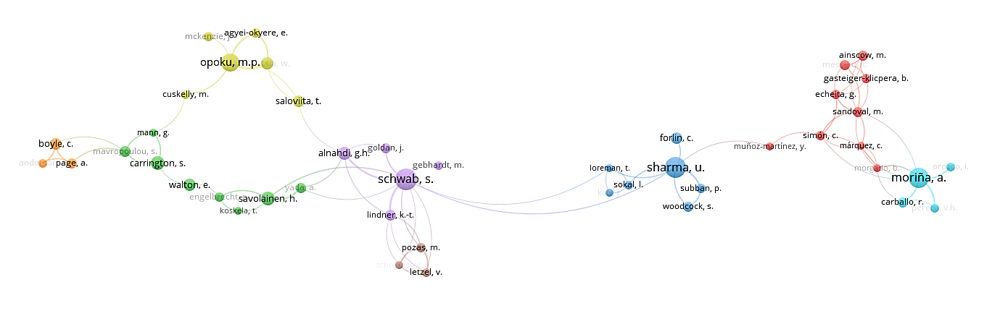 mckenzie, j.
agyei-okyere, e.
opoku, m.p.
cuskelly, m.
saloviita, t.
mann, g.
boyle, c.
mavropoulou, s.
page, a.
carrington, s.
walton, e.
engelbrecht,
savolainen, h.
koskela, t.
yada, a.
alnahdi, g.h.
goldan, j.
gebhardt, m.
schwab, s.
lindner, k.-t.
pozas, m.
letzel, v.
forlin, c.
loreman, t.
sharma, u.
sokal, l.
subban, p.
woodcock, s.
ainscow, m.
gasteiger-klicpera, b.
echeita, g.
sandoval, m.
simón, c.
muñoz-martínez, y.
márquez, c.
morgado, b.
orozco, i.
moriña, a.
carballo, r.
perera, v.h.